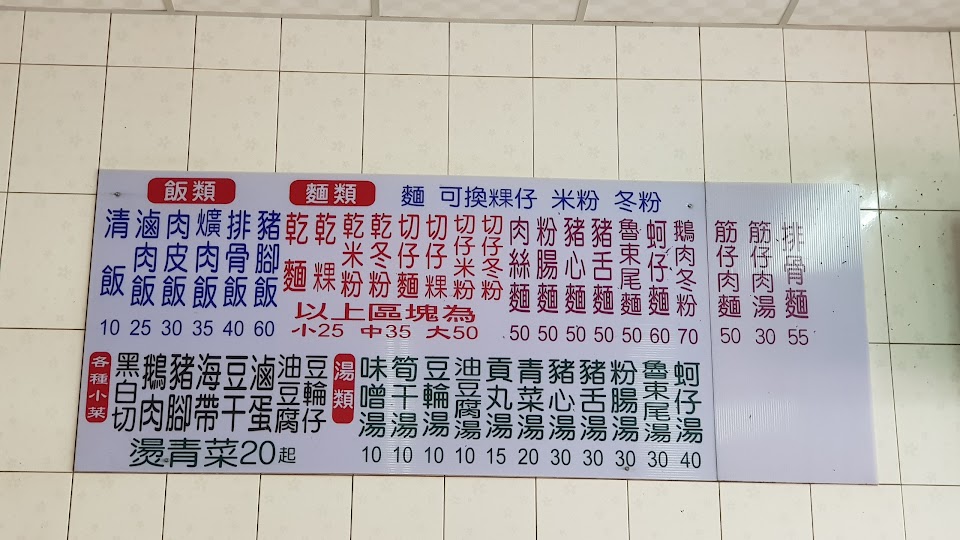 飯類
清飯 10
滷肉飯 25
肉皮飯 30
爌肉飯 35
排骨飯 40
豬腳飯 60
麵類
麵 可換粿仔 米粉 冬粉
乾麵
乾粿
乾米粉
乾冬粉
切仔麵
切仔粿
切仔米粉
切仔冬粉
以上區塊為
小25 中35 大50
肉絲麵 50
粉腸麵 50
豬心麵 50
豬舌麵 50
魯東尾麵 50
蚵仔麵 60
鵝肉冬粉 70
筋仔肉麵 50
筋仔肉湯 30
排骨麵 55
各種小菜
黑白切
鵝肉
豬腳
海帶
豆干
滷蛋
油豆腐
豆輪仔
燙青菜20起
湯類
味噌湯 10
筍干湯 10
豆輪湯 10
油豆腐湯 10
貢丸湯 15
青菜湯 20
豬心湯 30
豬舌湯 30
粉腸湯 30
魯東尾湯 30
蚵仔湯 40